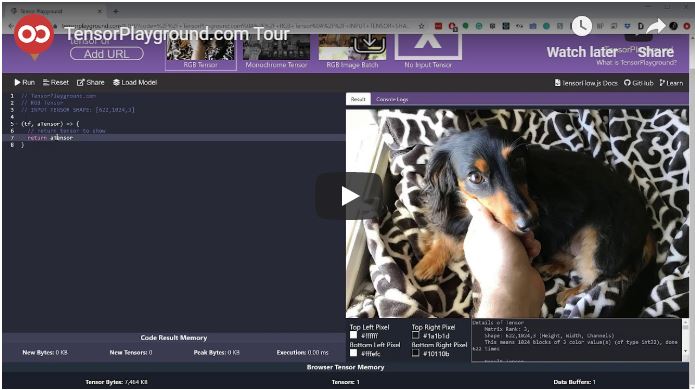 Tensor Playground
TensorPlayground.com Tour
Watch later
Share
tensor or
Add URL
RGB Tensor
Monochrome Tensor
RGB Image Batch
No Input Tensor
What is TensorPlayground?
Run
Reset
Share
Load Model
TensorFlow.js Docs
GitHub
Learn
1 // TensorPlayground.com
2 // RGB Tensor
3 // INPUT TENSOR SHAPE: [622,1024,3]
4
5 (tf, aTensor) => {
6 // return tensor to show
7 return aTensor
8 }
Result
Console Logs
Top Left Pixel
#ffffff
Top Right Pixel
#1a1b1d
Bottom Left Pixel
#fffefc
Bottom Right Pixel
#10110b
Details of Tensor
Matrix Rank: 3,
Shape: 622,1024,3 (Height, Width, Channels)
This means 1024 blocks of 3 color value(s) (of type int32), done
622 times
Code Result Memory
New Bytes: 0 KB
New Tensors: 0
Peak Bytes: 0 KB
Execution: 0.00 ms
Browser Tensor Memory
Tensor Bytes: 7,464 KB
Tensors: 1
Data Buffers: 1